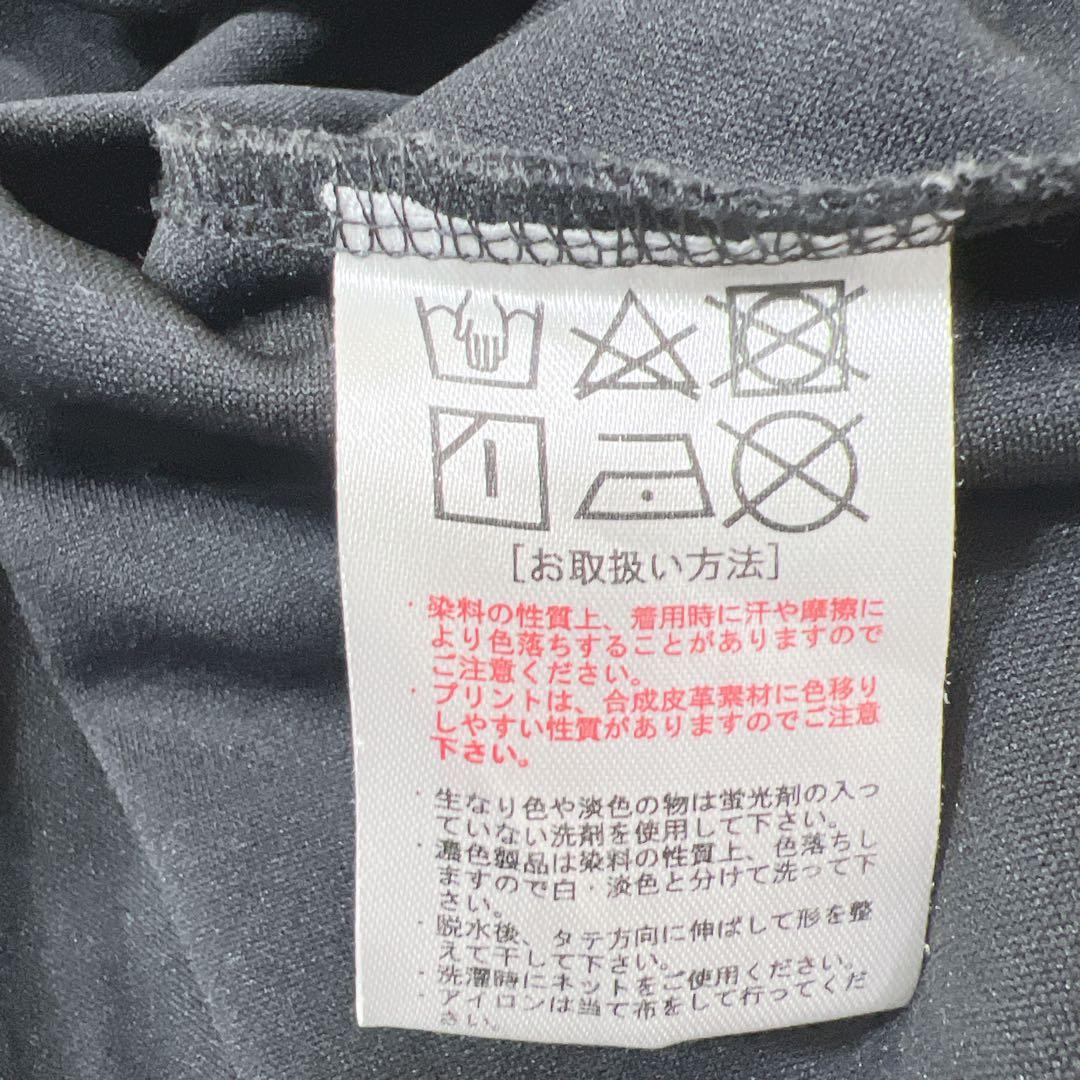 [お取扱い方法]
・染料の性質上、着用時に汗や摩擦に
より色落ちすることがありますので
ご注意ください。
・プリントは、合成皮革素材に色移り
しやすい性質がありますのでご注意
下さい。
・生なり色や淡色の物は蛍光剤の入っ
ていない洗剤を使用して下さい。
・濃色製品は染料の性質上、色落ちし
ますので白・淡色と分けて洗って下
さい。
・脱水後、タテ方向に伸ばして形を整
えて干して下さい。
・洗濯時にネットをご使用ください。
・アイロンは当て布をして行ってくだ
さい。